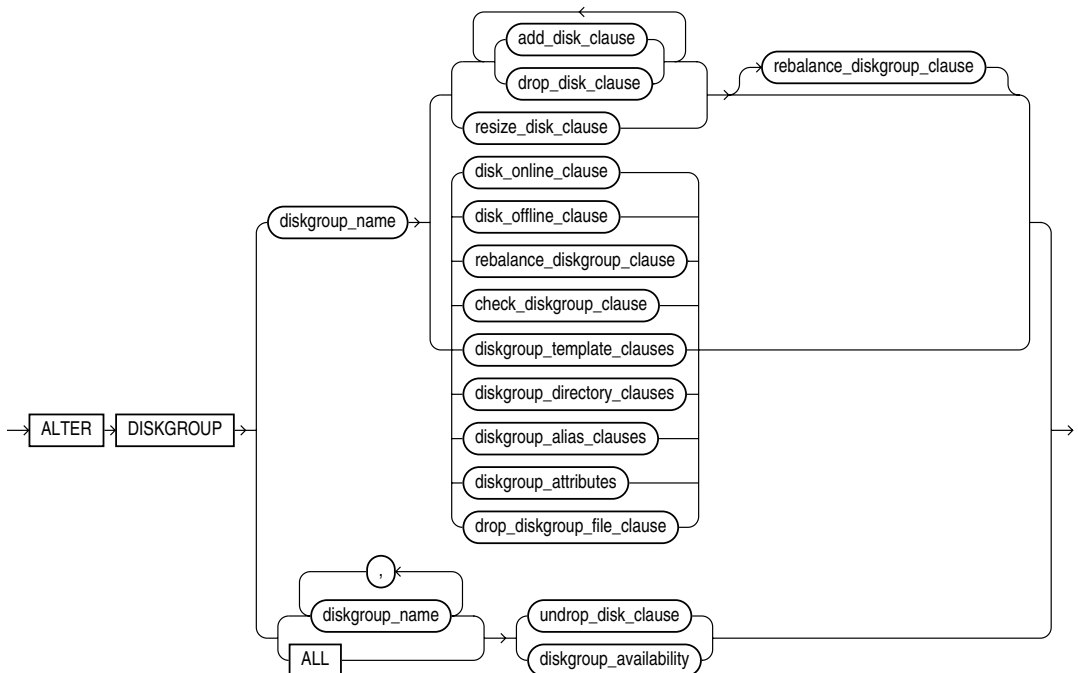 add_disk_clause
rebalance_diskgroup_clause
drop_disk_clause
resize_disk_clause
disk_online_clause
disk_offline_clause
diskgroup_name
rebalance_diskgroup_clause
check_diskgroup_clause
diskgroup_template_clauses
diskgroup_directory_clauses
ALTER DISKGROUP
diskgroup_alias_clauses
diskgroup_attributes
drop_diskgroup_file_clause
,
diskgroup_name
undrop_disk_clause
ALL
diskgroup_availability